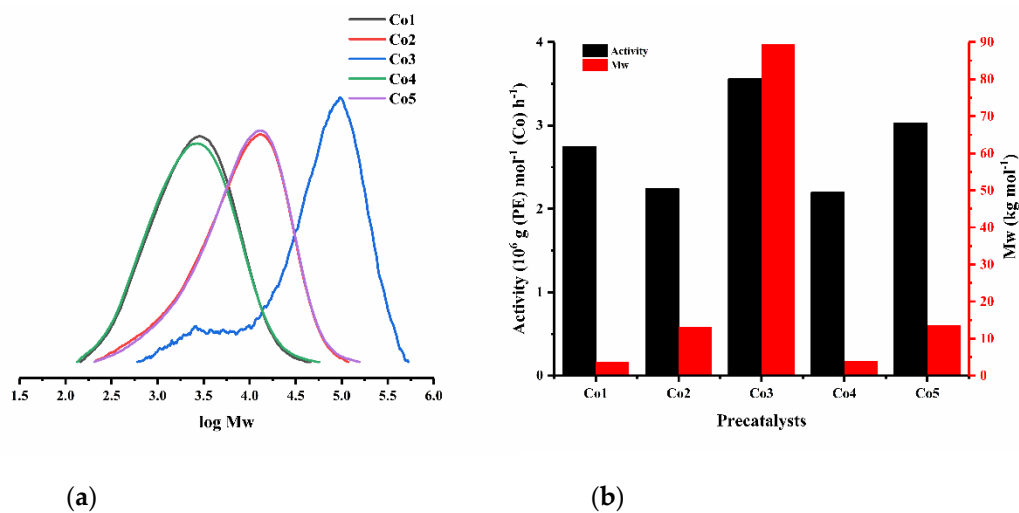 Co1
Co2
Co3
Co4
Co5
1.5 2.0 2.5 3.0 3.5 4.0 4.5 5.0 5.5 6.0
log Mw
(a)
Activity
Mw
4
3
2
1
0
Activity (10⁶ g (PE) mol⁻¹ (Co) h⁻¹)
90
80
70
60
50
40
30
20
10
0
Mw (kg mol⁻¹)
Co1 Co2 Co3 Co4 Co5
Precatalysts
(b)